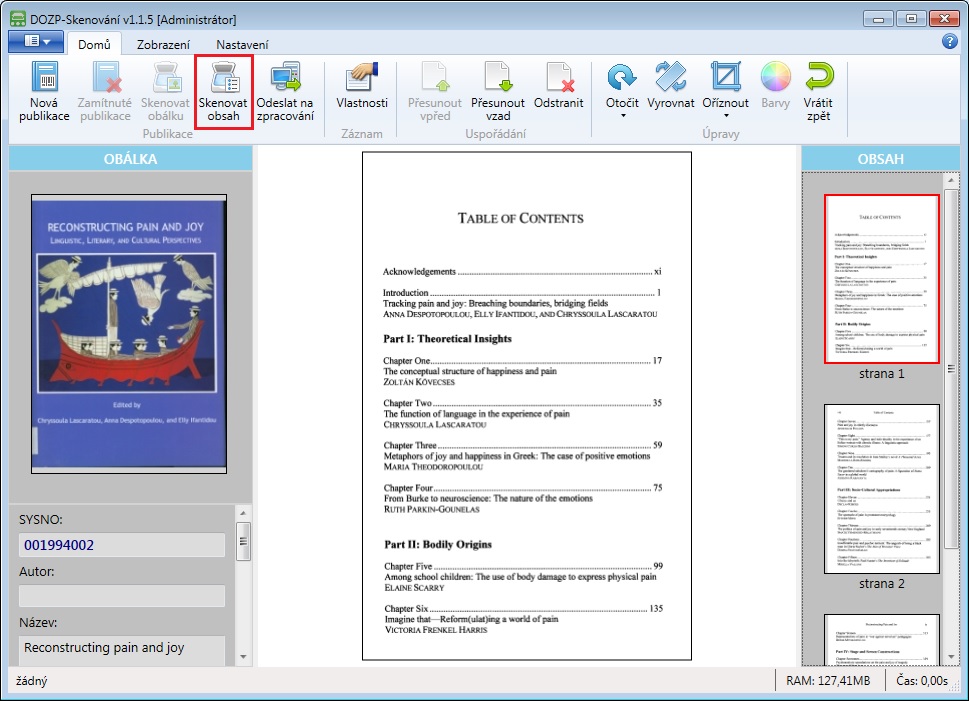 DOZP-Skenování v1.1.5 [Administrátor]
Domů Zobrazení Nastavení
Nová publikace
Zamítnuté publikace
Skenovat obálku
Skenovat obsah
Odeslat na zpracování
Publikace
Vlastnosti
Záznam
Přesunout vpřed
Přesunout vzad
Odstranit
Uspořádání
Otočit
Vyrovnat
Oříznout
Barvy
Vrátit zpět
Úpravy
OBÁLKA
RECONSTRUCTING PAIN AND JOY
LINGUISTIC, LITERARY, AND CULTURAL PERSPECTIVES
Edited by
Chryssoula Lascaratou, Anna Despotopoulou, and Elly Ifantidou
SYSNO:
001994002
Autor:
Název:
Reconstructing pain and joy
TABLE OF CONTENTS
Acknowledgements ... xi
Introduction ... 1
Tracking pain and joy: Breaching boundaries, bridging fields
ANNA DESPOTOPOULOU, ELLY IFANTIDOU, AND CHRYSSOULA LASCARATOU
Part I: Theoretical Insights
Chapter One ... 17
The conceptual structure of happiness and pain
ZOLTÁN KÖVECSES
Chapter Two ... 35
The function of language in the experience of pain
CHRYSSOULA LASCARATOU
Chapter Three ... 59
Metaphors of joy and happiness in Greek: The case of positive emotions
MARIA THEODOROPOULOU
Chapter Four ... 75
From Burke to neuroscience: The nature of the emotions
RUTH PARKIN-GOUNELAS
Part II: Bodily Origins
Chapter Five ... 99
Among school children: The use of body damage to express physical pain
ELAINE SCARRY
Chapter Six ... 135
Imagine that—Reform(ulat)ing a world of pain
VICTORIA FRENKEL HARRIS
OBSAH
TABLE OF CONTENTS
Part I: Theoretical Insights
Part II: Bodily Origins
strana 1
strana 2
žádný
RAM: 127,41MB
Čas: 0,00s